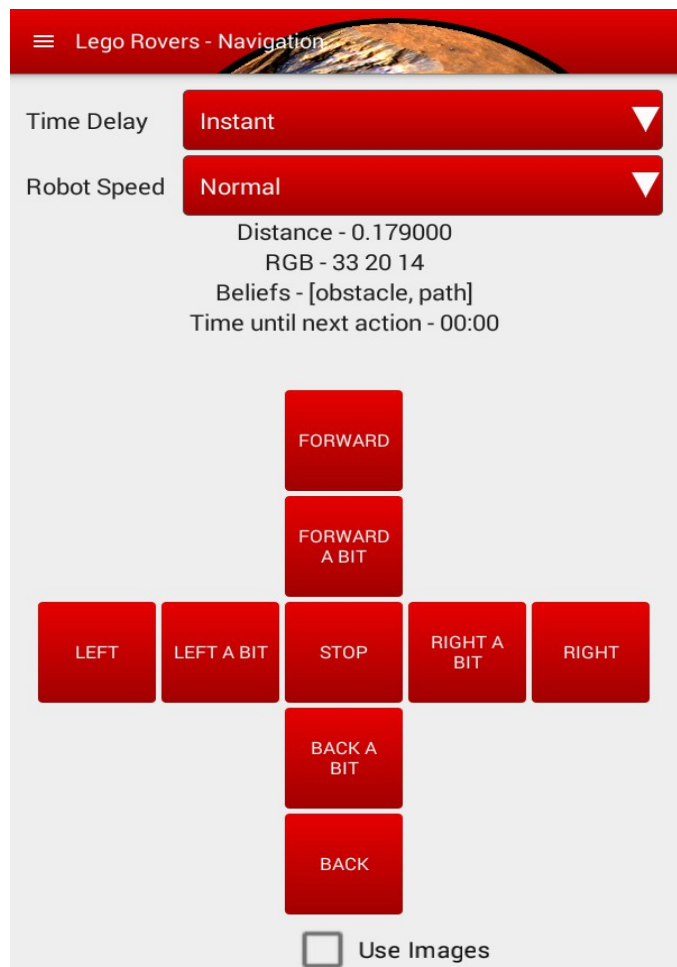 Lego Rovers - Navigation
Time Delay Instant
Robot Speed Normal
Distance - 0.179000
RGB - 33 20 14
Beliefs - [obstacle, path]
Time until next action - 00:00
FORWARD
FORWARD
A BIT
LEFT
LEFT A BIT
STOP
RIGHT A
BIT
RIGHT
BACK A
BIT
BACK
Use Images